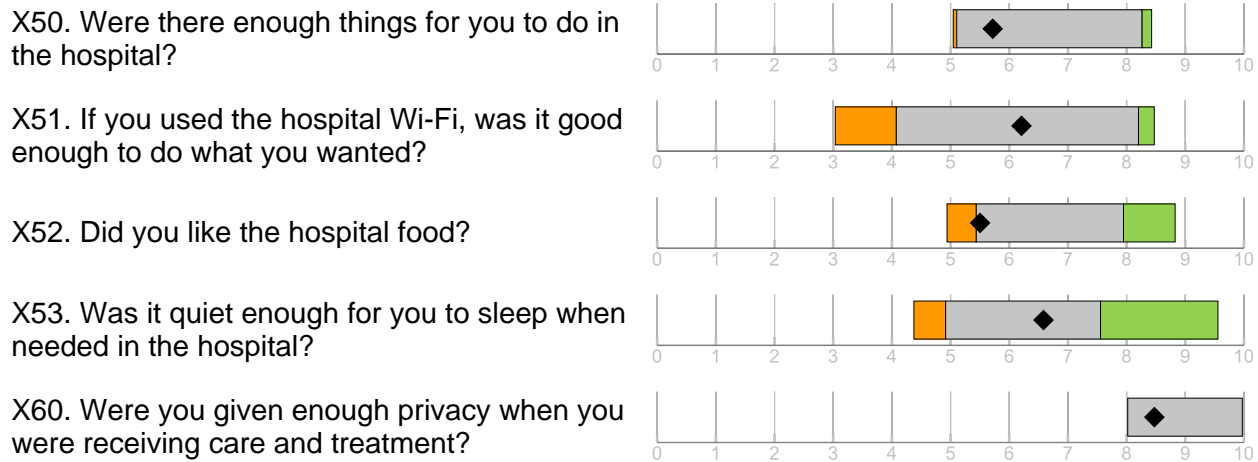 X50. Were there enough things for you to do in
the hospital?
0 1 2 3 4 5 6 7 8 9 10
X51. If you used the hospital Wi-Fi, was it good
enough to do what you wanted?
0 1 2 3 4 5 6 7 8 9 10
X52. Did you like the hospital food?
0 1 2 3 4 5 6 7 8 9 10
X53. Was it quiet enough for you to sleep when
needed in the hospital?
0 1 2 3 4 5 6 7 8 9 10
X60. Were you given enough privacy when you
were receiving care and treatment?
0 1 2 3 4 5 6 7 8 9 10